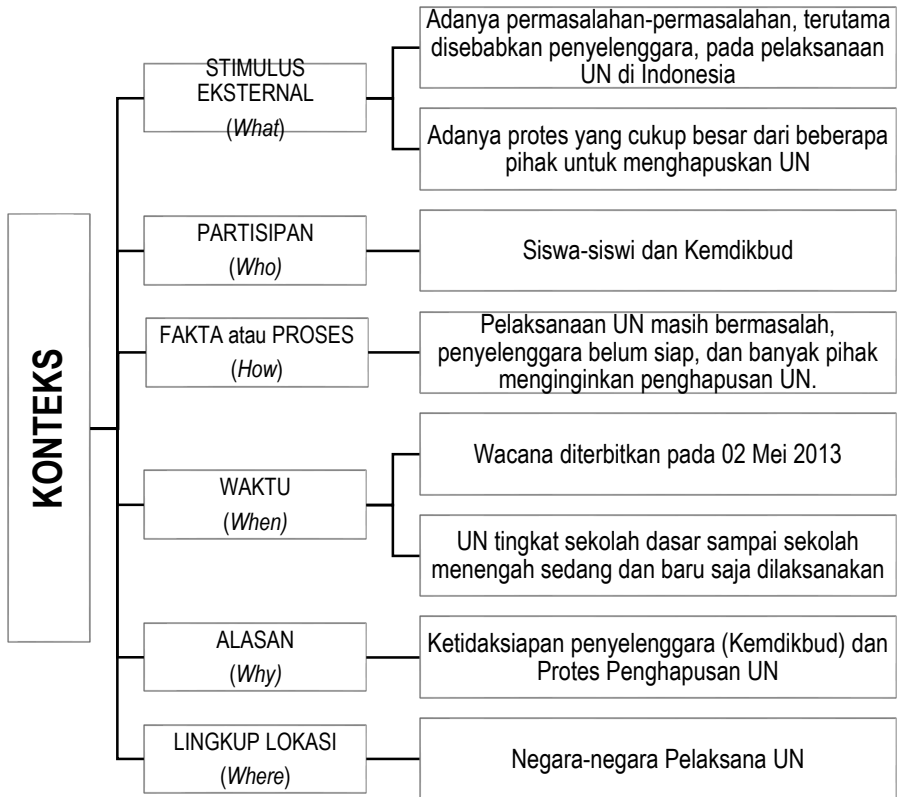 KONTEKS
STIMULUS
EKSTERNAL
(What)
Adanya permasalahan-permasalahan, terutama
disebabkan penyelenggara, pada pelaksanaan
UN di Indonesia
Adanya protes yang cukup besar dari beberapa
pihak untuk menghapuskan UN
PARTISIPAN
(Who)
Siswa-siswi dan Kemdikbud
FAKTA atau PROSES
(How)
Pelaksanaan UN masih bermasalah,
penyelenggara belum siap, dan banyak pihak
menginginkan penghapusan UN.
WAKTU
(When)
Wacana diterbitkan pada 02 Mei 2013
UN tingkat sekolah dasar sampai sekolah
menengah sedang dan baru saja dilaksanakan
ALASAN
(Why)
Ketidaksiapan penyelenggara (Kemdikbud) dan
Protes Penghapusan UN
LINGKUP LOKASI
(Where)
Negara-negara Pelaksana UN